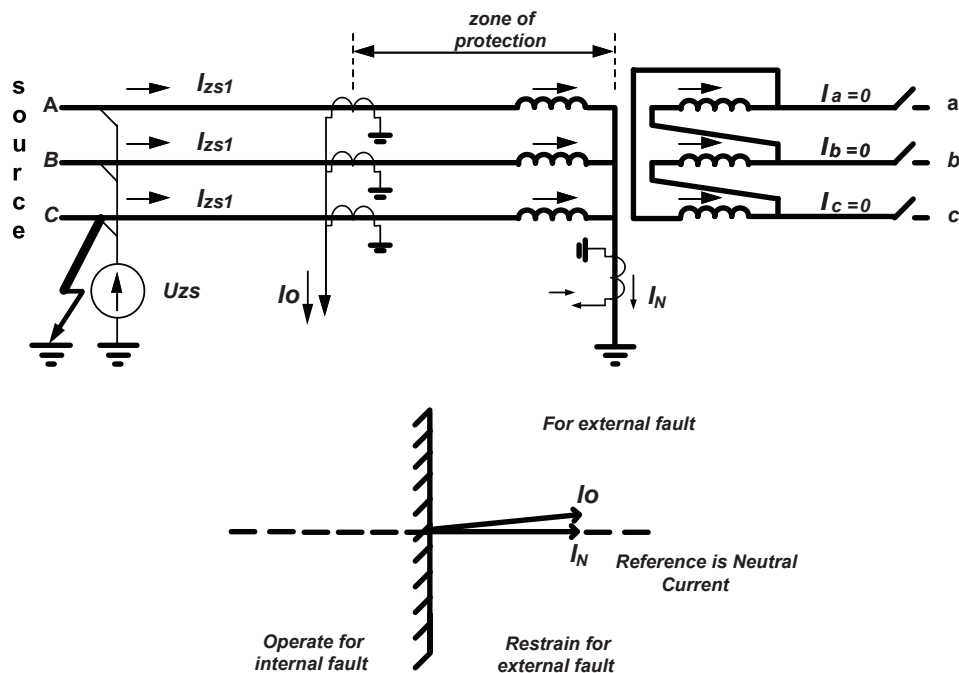 zone of
protection
source
A
Izs1
Ia=0
a
B
Izs1
Ib=0
b
C
Izs1
Ic=0
c
Uzs
Io
IN
For external fault
Io
IN
Reference is Neutral
Current
Operate for
internal fault
Restrain for
external fault